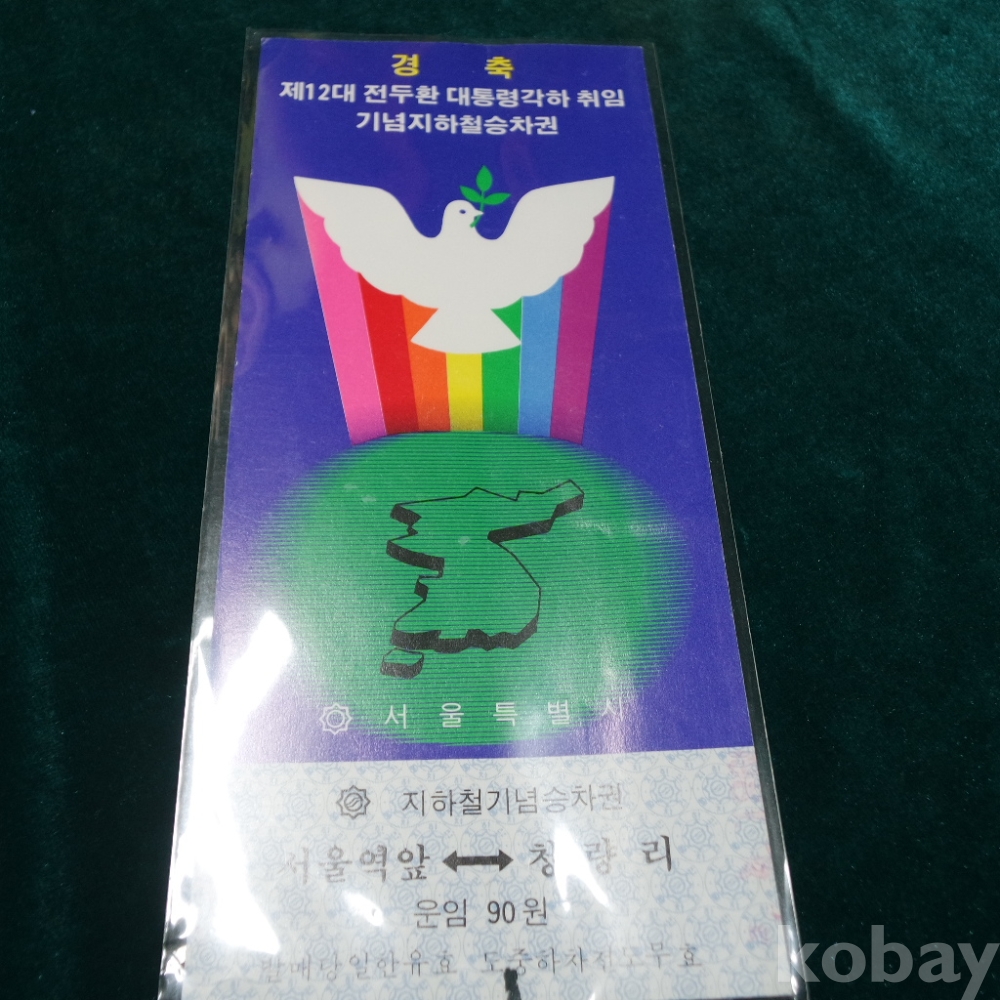 경 축
제12대 전두환 대통령각하 취임
기념지하철승차권
서 울 특 별 시
지하철기념승차권
서울역앞 ⟷ 청 량 리
운임 90원
발매당일한유효 도중하차전도무효
kobay